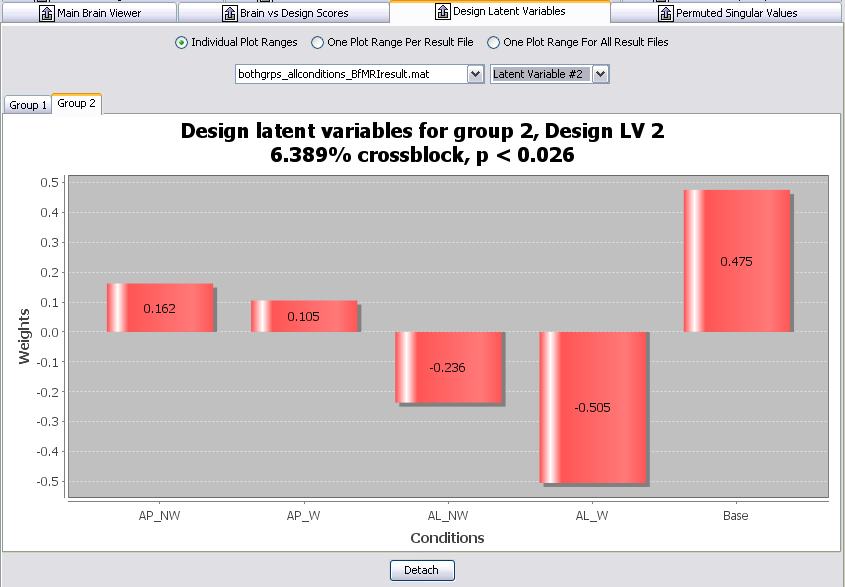 Main Brain Viewer
Brain vs Design Scores
Design Latent Variables
Permuted Singular Values
Individual Plot Ranges
One Plot Range Per Result File
One Plot Range For All Result Files
bothgrps_allconditions_BfMRIresult.mat
Latent Variable #2
Group 1
Group 2
Design latent variables for group 2, Design LV 2
6.389% crossblock, p < 0.026
0.5
0.4
0.3
0.2
0.1
0.0
-0.1
-0.2
-0.3
-0.4
-0.5
Weights
0.162
0.105
-0.236
-0.505
0.475
AP_NW
AP_W
AL_NW
AL_W
Base
Conditions
Detach